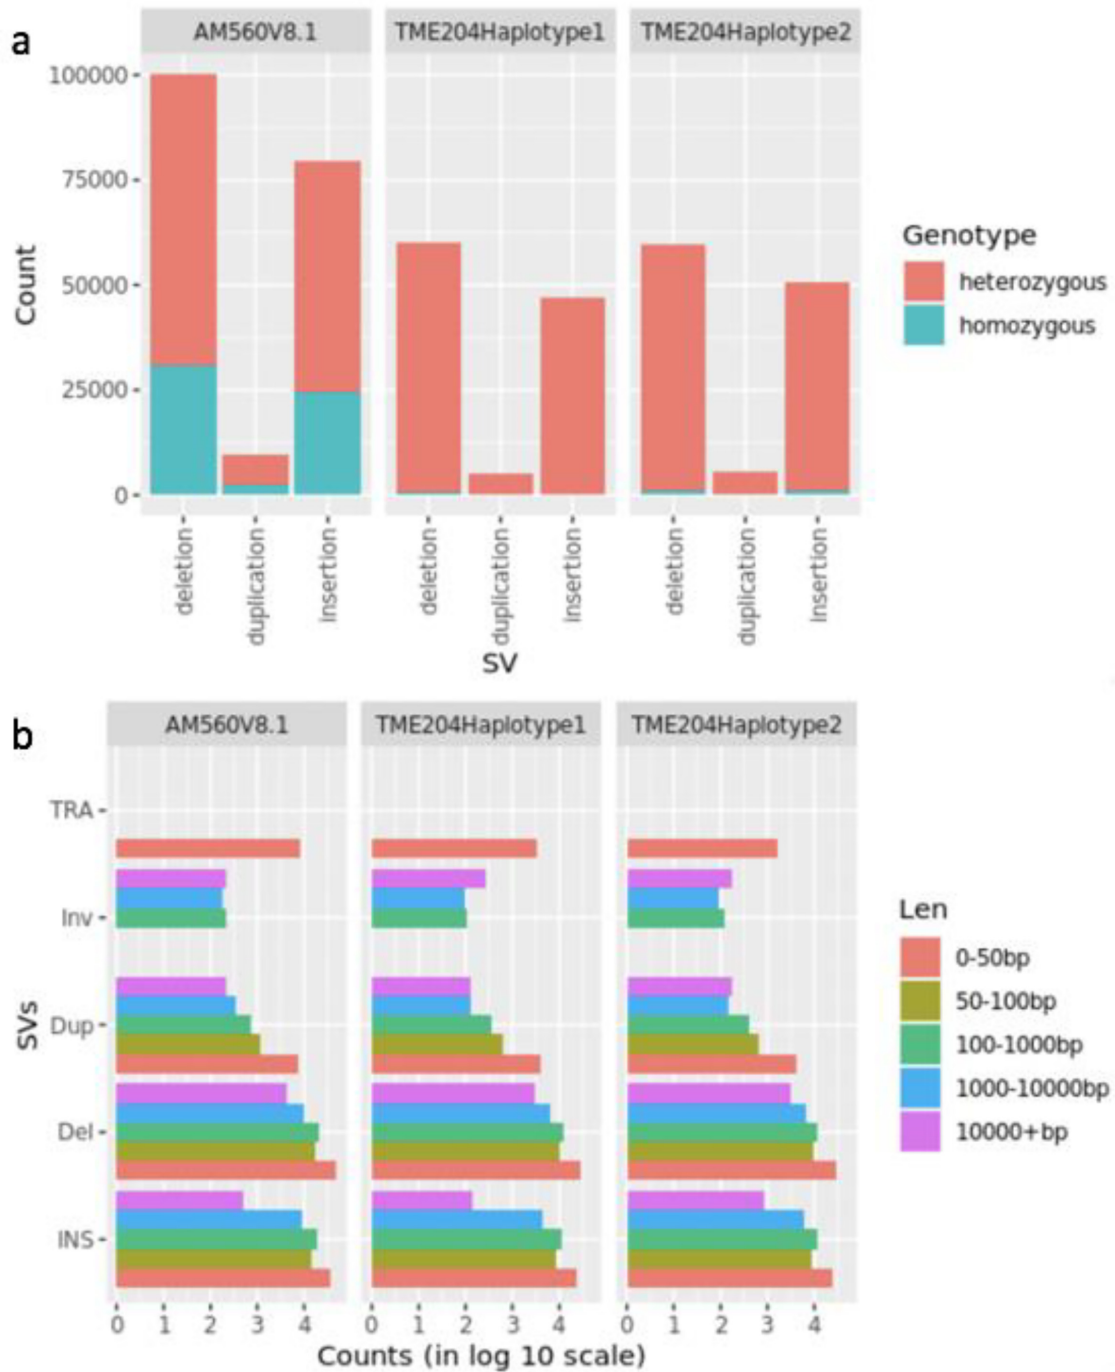 a
AM560V8.1 TME204Haplotype1 TME204Haplotype2
100000
75000
50000
25000
0
Count
deletion duplication Insertion deletion duplication Insertion deletion duplication Insertion
SV
Genotype
heterozygous
homozygous
b
AM560V8.1 TME204Haplotype1 TME204Haplotype2
TRA
Inv
Dup
Del
INS
SVs
0 1 2 3 4 0 1 2 3 4 0 1 2 3 4
Counts (in log 10 scale)
Len
0-50bp
50-100bp
100-1000bp
1000-10000bp
10000+bp